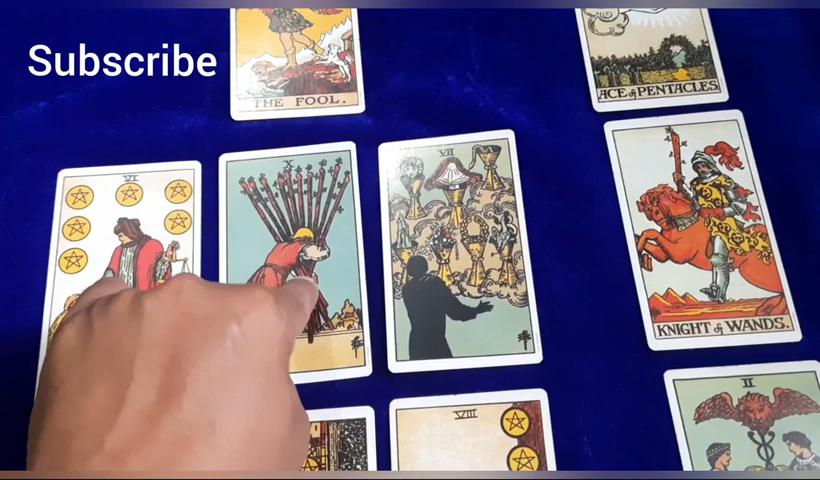 Subscribe
THE FOOL.
ACE of PENTACLES
VI
X
VII
KNIGHT of WANDS.
VIII
II